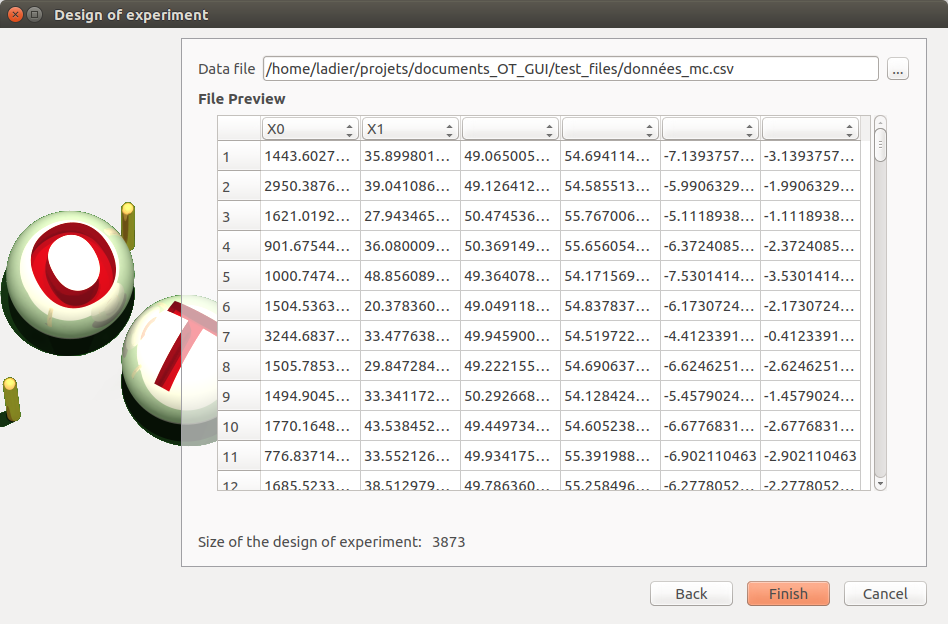 Design of experiment
Data file /home/ladier/projets/documents_OT_GUI/test_files/données_mc.csv ...
File Preview
X0 X1
1 1443.6027... 35.899801... 49.065005... 54.694114... -7.1393757... -3.1393757...
2 2950.3876... 39.041086... 49.126412... 54.585513... -5.9906329... -1.9906329...
3 1621.0192... 27.943465... 50.474536... 55.767006... -5.1118938... -1.1118938...
4 901.67544... 36.080009... 50.369149... 55.656054... -6.3724085... -2.3724085...
5 1000.7474... 48.856089... 49.364078... 54.171569... -7.5301414... -3.5301414...
6 1504.5363... 20.378360... 49.049118... 54.837837... -6.1730724... -2.1730724...
7 3244.6837... 33.477638... 49.945900... 54.519722... -4.4123391... -0.4123391...
8 1505.7853... 29.847284... 49.222155... 54.690637... -6.6246251... -2.6246251...
9 1494.9045... 33.341172... 50.292668... 54.128424... -5.4579024... -1.4579024...
10 1770.1648... 43.538452... 49.449734... 54.605238... -6.6776831... -2.6776831...
11 776.83714... 33.552126... 49.934175... 55.391988... -6.902110463 -2.902110463
12 1685.5233... 38.512979... 49.786360... 55.258496... -6.2778052... -2.2778052...
O
T
Size of the design of experiment: 3873
Back Finish Cancel